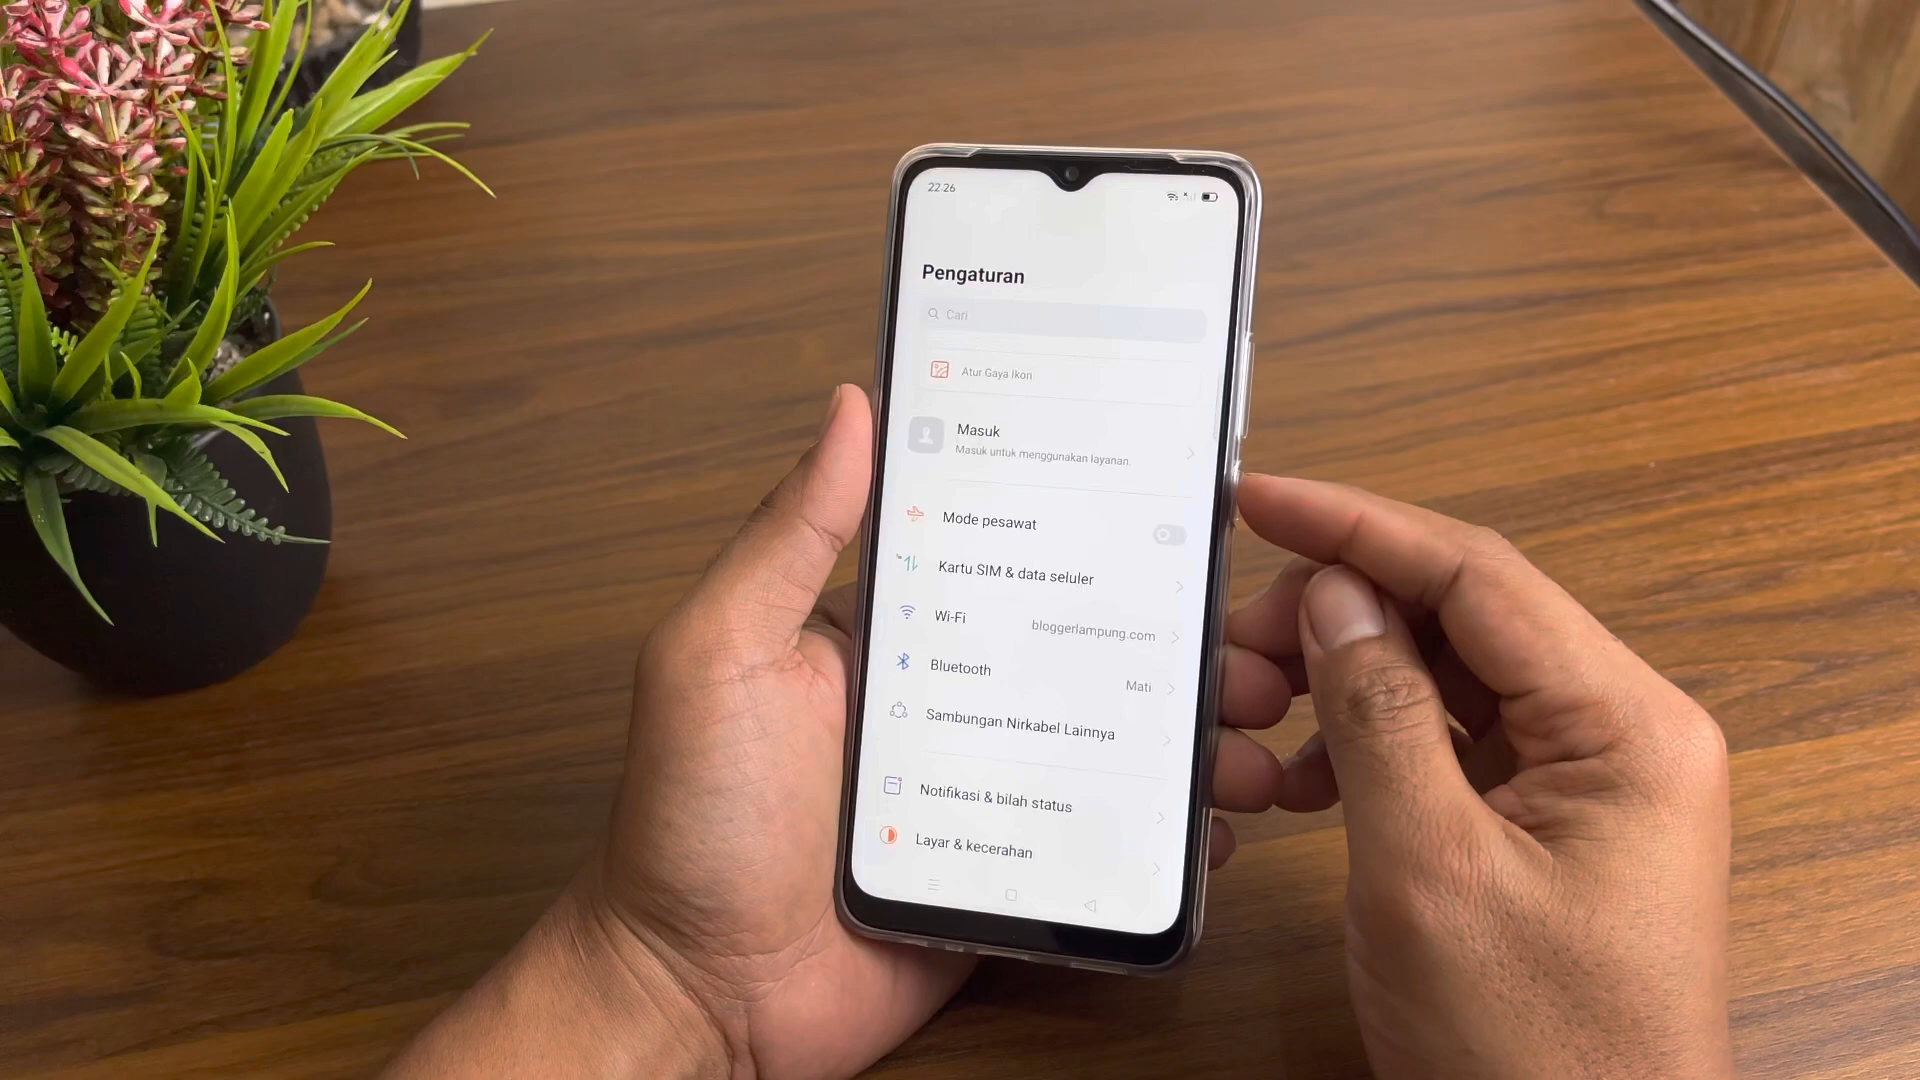 22.26
Pengaturan
Cari
Atur Gaya Ikon
Masuk
Masuk untuk menggunakan layanan.
Mode pesawat
Kartu SIM & data seluler
Wi-Fi
bloggerlampung.com
Bluetooth
Mati
Sambungan Nirkabel Lainnya
Notifikasi & bilah status
Layar & kecerahan